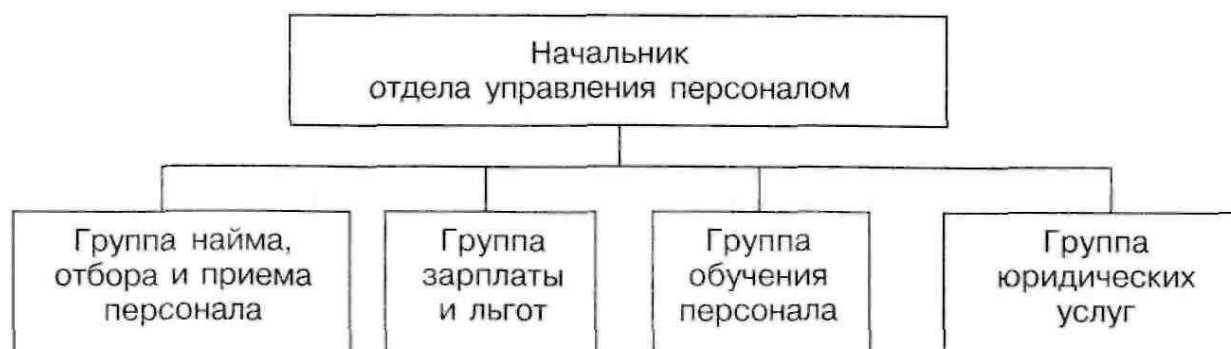 Начальник
отдела управления персоналом
Группа найма,
отбора и приема
персонала
Группа
зарплаты
и льгот
Группа
обучения
персонала
Группа
юридических
услуг